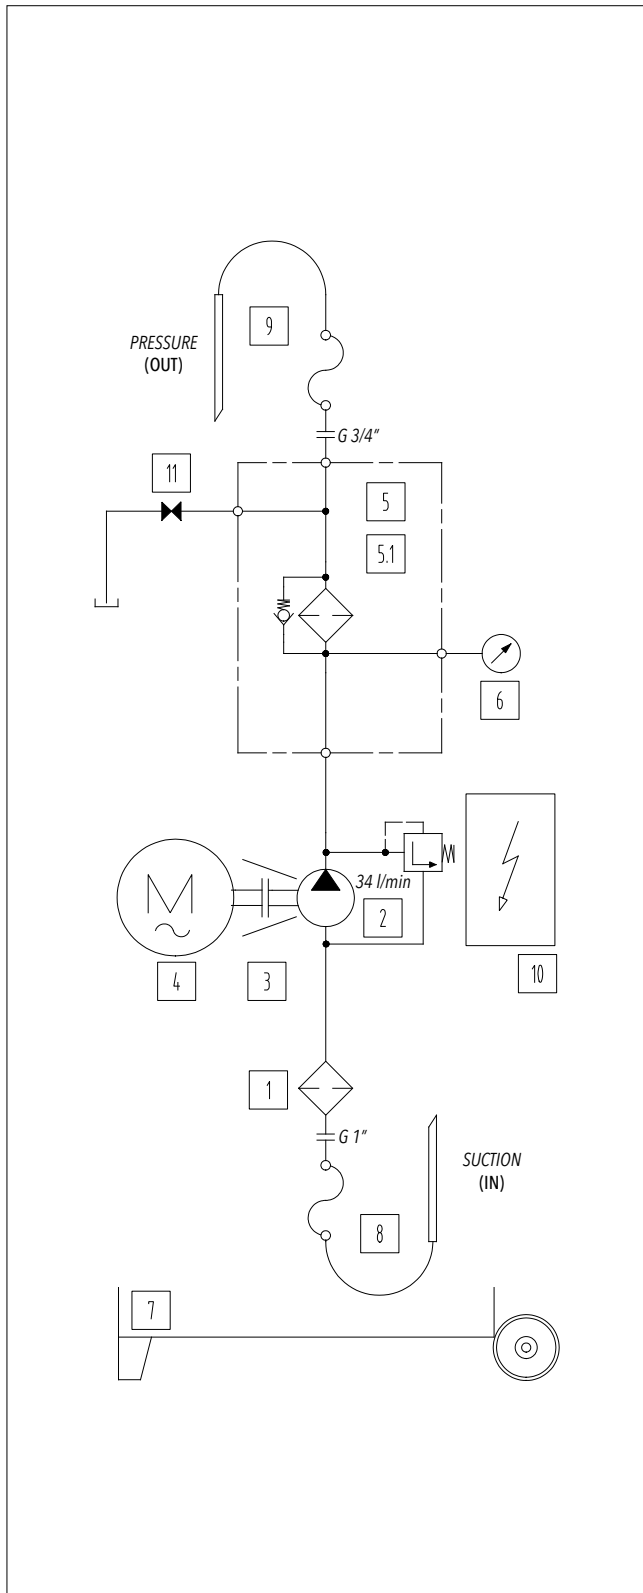 9
PRESSURE
(OUT)
G 3/4"
11
5
5.1
6
M
34 l/min
2
4
3
10
1
G 1"
SUCTION
(IN)
8
7